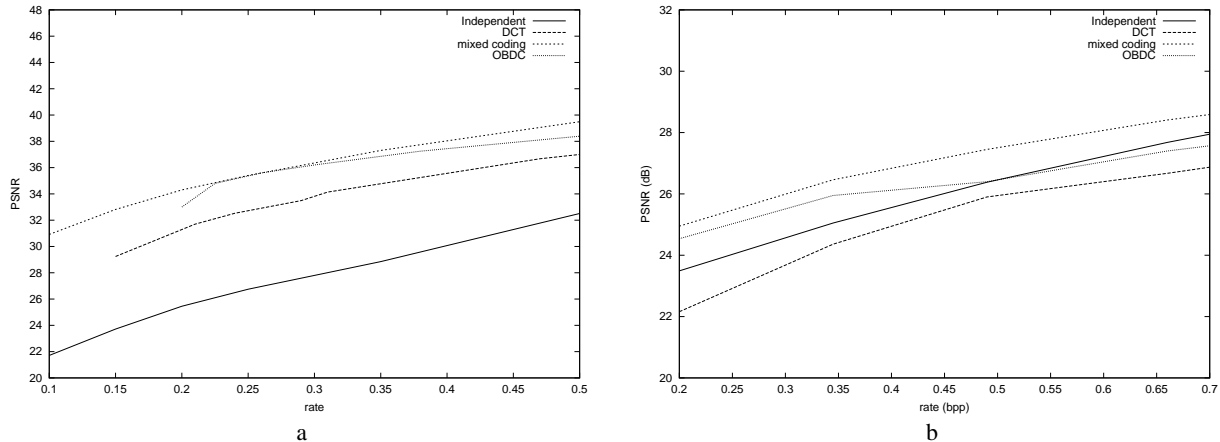 48
46
44
42
40
38
36
34
32
30
28
26
24
22
20
PSNR
0.1 0.15 0.2 0.25 0.3 0.35 0.4 0.45 0.5
rate
Independent
DCT
mixed coding
OBDC
a
32
30
28
26
24
22
20
PSNR (dB)
0.2 0.25 0.3 0.35 0.4 0.45 0.5 0.55 0.6 0.65 0.7
rate (bpp)
Independent
DCT
mixed coding
OBDC
b